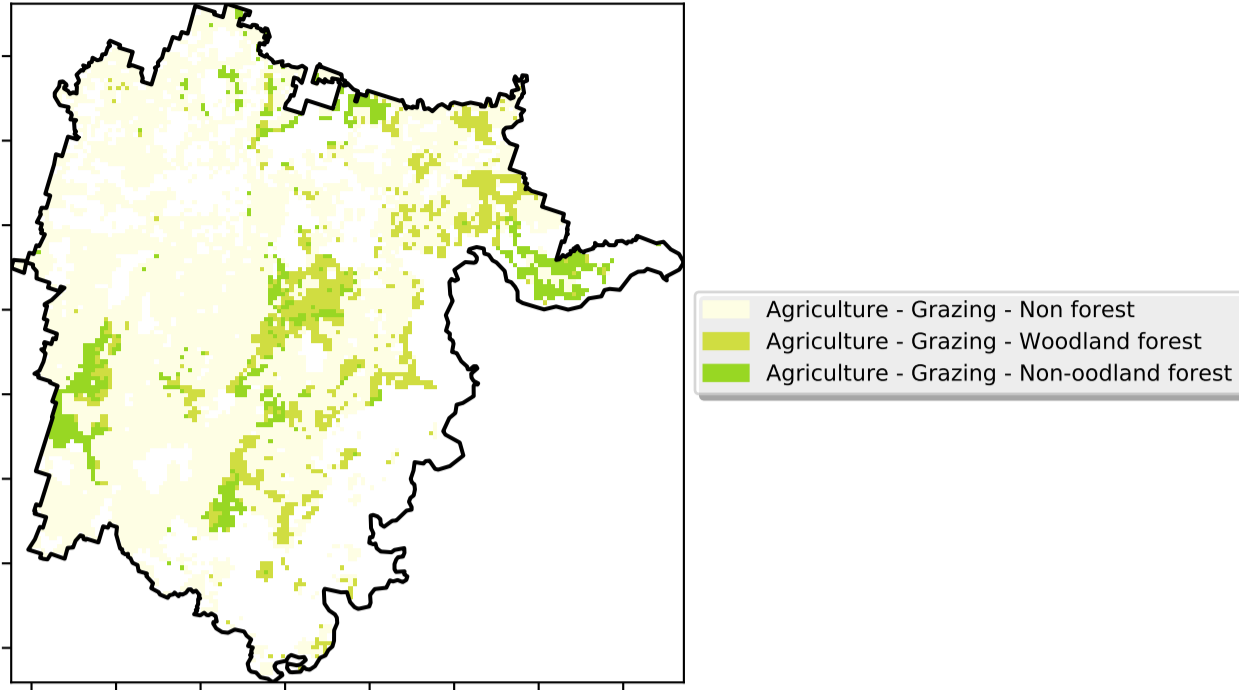 Agriculture - Grazing - Non forest
Agriculture - Grazing - Woodland forest
Agriculture - Grazing - Non-oodland forest